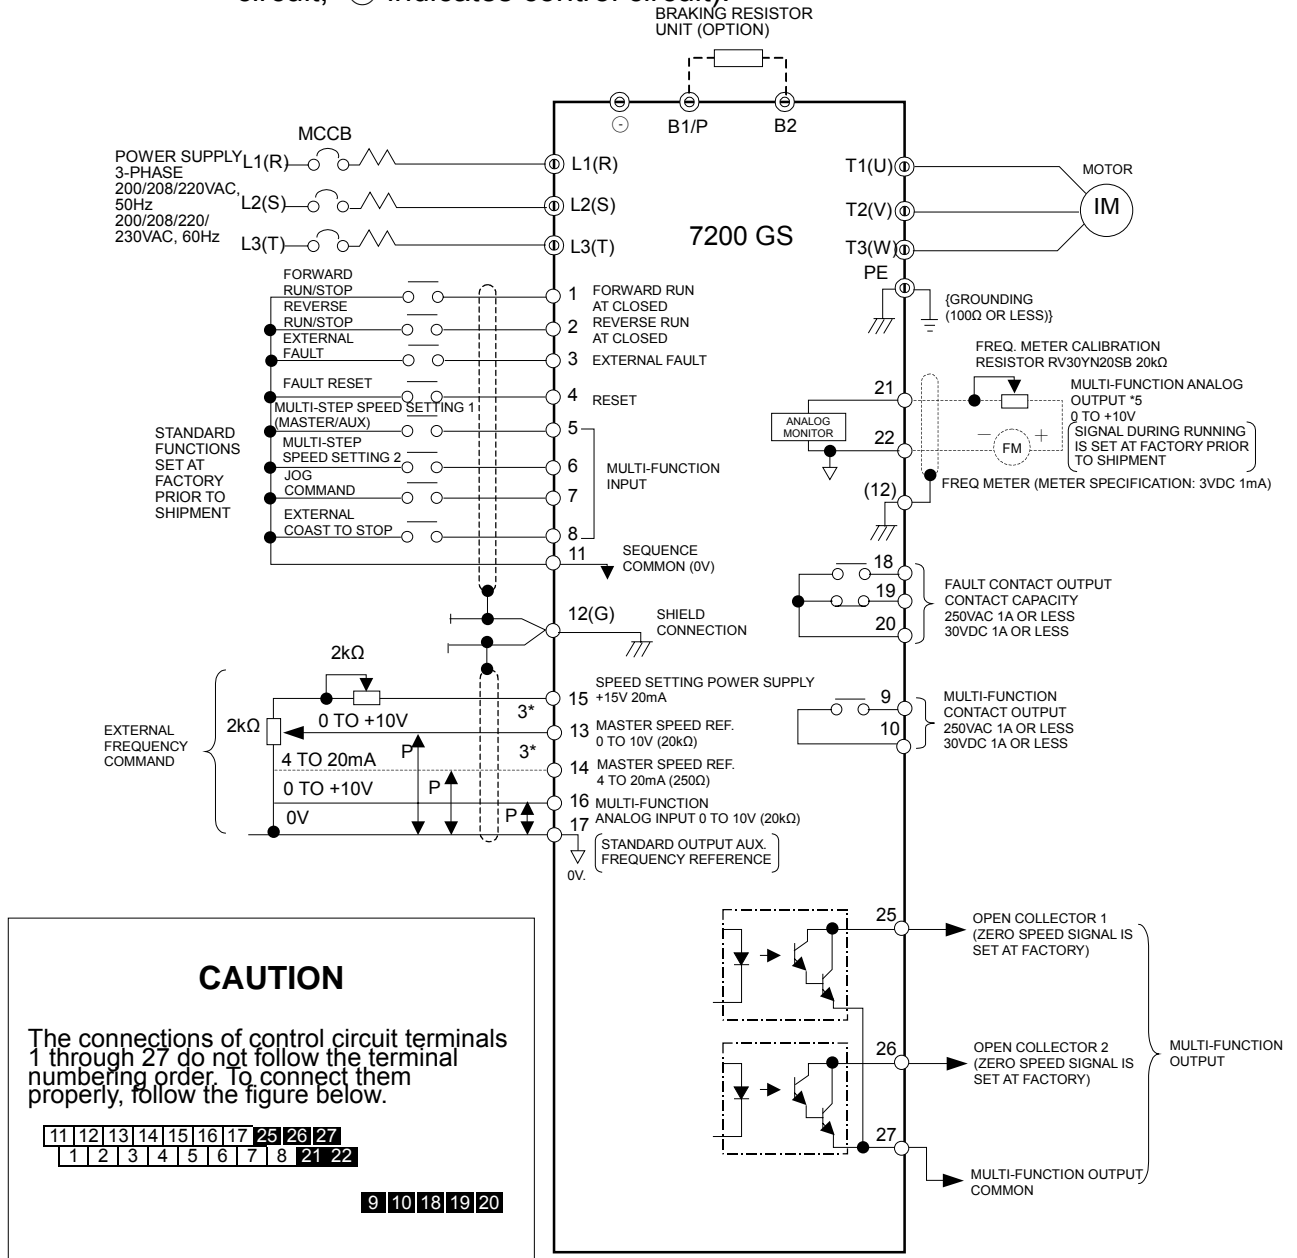 circuit, ⊖ indicates control circuit).
BRAKING RESISTOR
UNIT (OPTION)
B1/P
B2
MCCB
POWER SUPPLY
3-PHASE
200/208/220VAC,
50Hz
200/208/220/
230VAC, 60Hz
L1(R)
L2(S)
L3(T)
L1(R)
L2(S)
L3(T)
7200 GS
T1(U)
T2(V)
T3(W)
PE
MOTOR
IM
{GROUNDING
(100Ω OR LESS)}
FORWARD
RUN/STOP
REVERSE
RUN/STOP
EXTERNAL
FAULT
FAULT RESET
MULTI-STEP SPEED SETTING 1
(MASTER/AUX)
MULTI-STEP
SPEED SETTING 2
JOG
COMMAND
EXTERNAL
COAST TO STOP
STANDARD
FUNCTIONS
SET AT
FACTORY
PRIOR TO
SHIPMENT
1 FORWARD RUN
AT CLOSED
2 REVERSE RUN
AT CLOSED
3 EXTERNAL FAULT
4 RESET
5
6
7
8
MULTI-FUNCTION
INPUT
11 SEQUENCE
COMMON (0V)
12(G) SHIELD
CONNECTION
FREQ. METER CALIBRATION
RESISTOR RV30YN20SB 20kΩ
21
22
(12)
ANALOG
MONITOR
MULTI-FUNCTION ANALOG
OUTPUT *5
0 TO +10V
SIGNAL DURING RUNNING
IS SET AT FACTORY PRIOR
TO SHIPMENT
− FM +
FREQ METER (METER SPECIFICATION: 3VDC 1mA)
18
19
20
FAULT CONTACT OUTPUT
CONTACT CAPACITY
250VAC 1A OR LESS
30VDC 1A OR LESS
9
10
MULTI-FUNCTION
CONTACT OUTPUT
250VAC 1A OR LESS
30VDC 1A OR LESS
EXTERNAL
FREQUENCY
COMMAND
2kΩ
2kΩ
0 TO +10V
4 TO 20mA
0 TO +10V
0V
P
P
P
3*
3*
15 SPEED SETTING POWER SUPPLY
+15V 20mA
13 MASTER SPEED REF.
0 TO 10V (20kΩ)
14 MASTER SPEED REF.
4 TO 20mA (250Ω)
16 MULTI-FUNCTION
ANALOG INPUT 0 TO 10V (20kΩ)
17
STANDARD OUTPUT AUX.
FREQUENCY REFERENCE
0V.
25
OPEN COLLECTOR 1
(ZERO SPEED SIGNAL IS
SET AT FACTORY)
26
OPEN COLLECTOR 2
(ZERO SPEED SIGNAL IS
SET AT FACTORY)
MULTI-FUNCTION
OUTPUT
27
MULTI-FUNCTION OUTPUT
COMMON
CAUTION
The connections of control circuit terminals
1 through 27 do not follow the terminal
numbering order. To connect them
properly, follow the figure below.
11 12 13 14 15 16 17 25 26 27
1 2 3 4 5 6 7 8 21 22
9 10 18 19 20